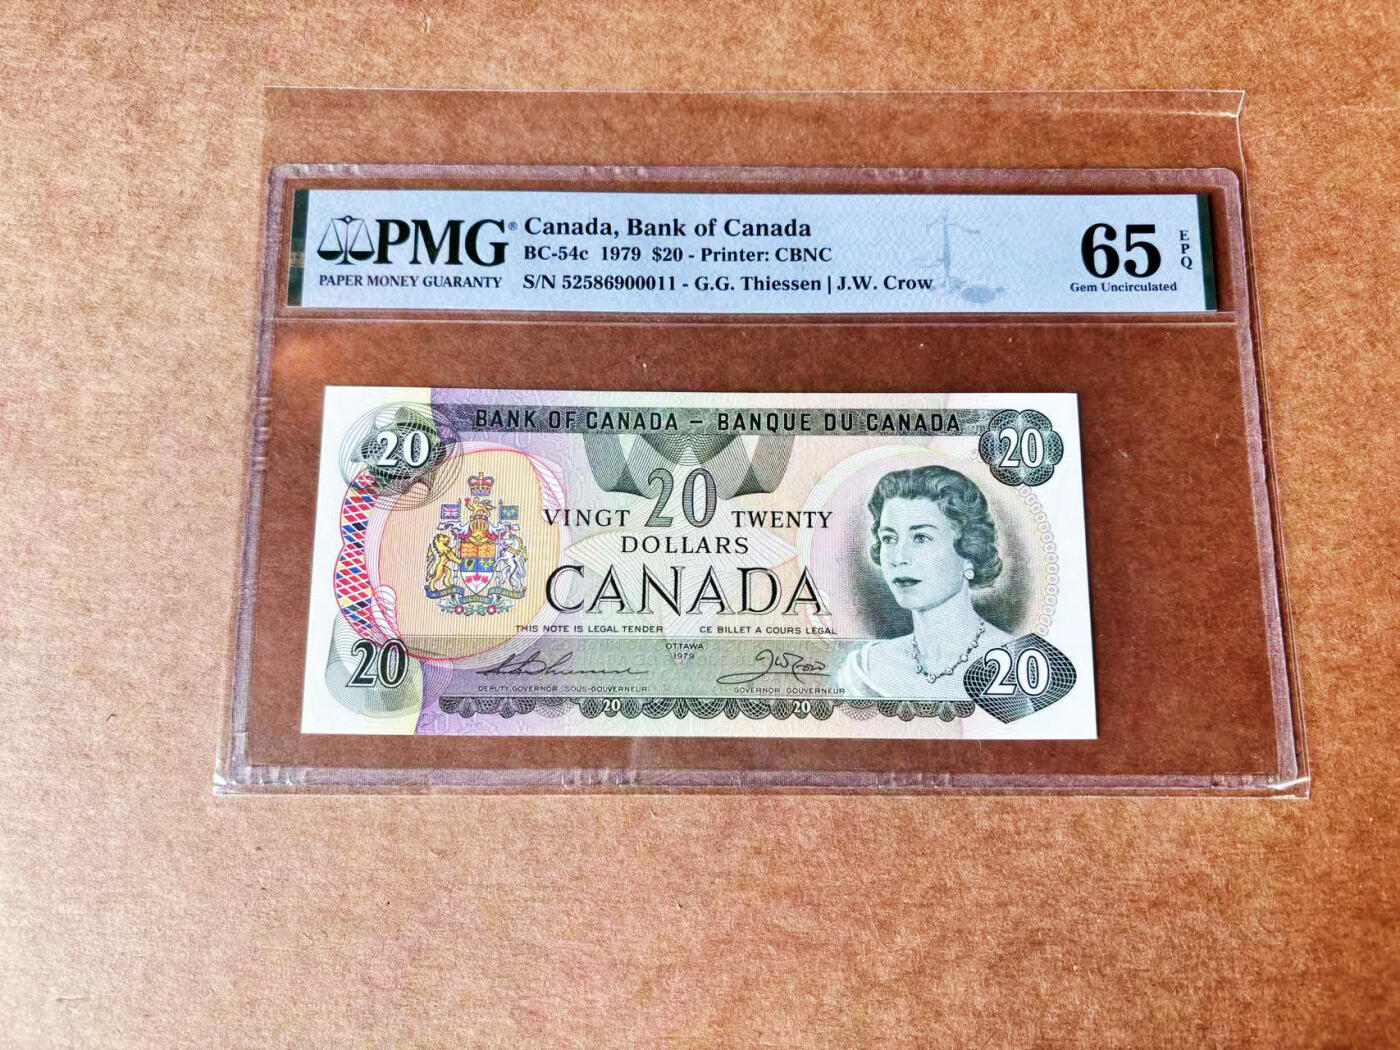 PMG®
PAPER MONEY GUARANTY
Canada, Bank of Canada
BC-54c 1979 $20 - Printer: CBNC
S/N 52586900011 - G.G. Thiessen | J.W. Crow
65
EPQ
Gem Uncirculated
BANK OF CANADA – BANQUE DU CANADA
20
20
20
VINGT TWENTY
DOLLARS
CANADA
THIS NOTE IS LEGAL TENDER CE BILLET A COURS LEGAL
OTTAWA
1979
20
20
DEPUTY GOVERNOR SOUS-GOUVERNEUR
GOVERNOR GOUVERNEUR
20
20